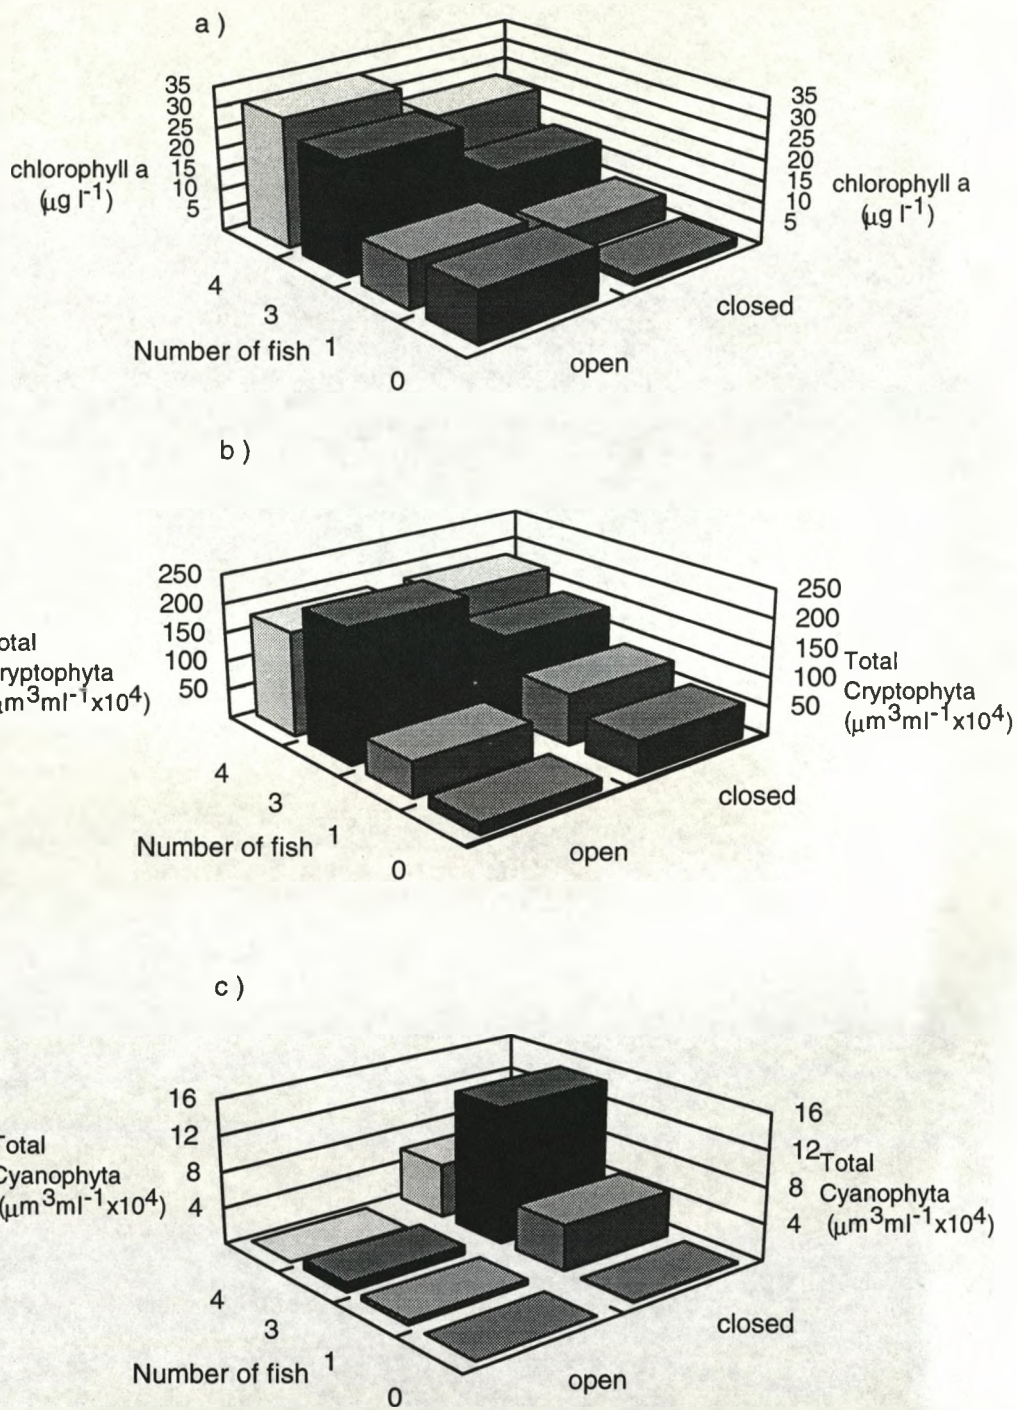 a )
35
30
25
20
15
10
5
chlorophyll a
(µg l⁻¹)
35
30
25
20
15
10
5
chlorophyll a
(µg l⁻¹)
4
3
1
0
Number of fish
open
closed
b )
250
200
150
100
50
Cryptophyta
µm³ml⁻¹x10⁴)
250
200
150
100
50
Total
Cryptophyta
(µm³ml⁻¹x10⁴)
4
3
1
0
Number of fish
open
closed
c )
16
12
8
4
Total
Cyanophyta
(µm³ml⁻¹x10⁴)
16
12
8
4
Total
Cyanophyta
(µm³ml⁻¹x10⁴)
4
3
1
0
Number of fish
open
closed